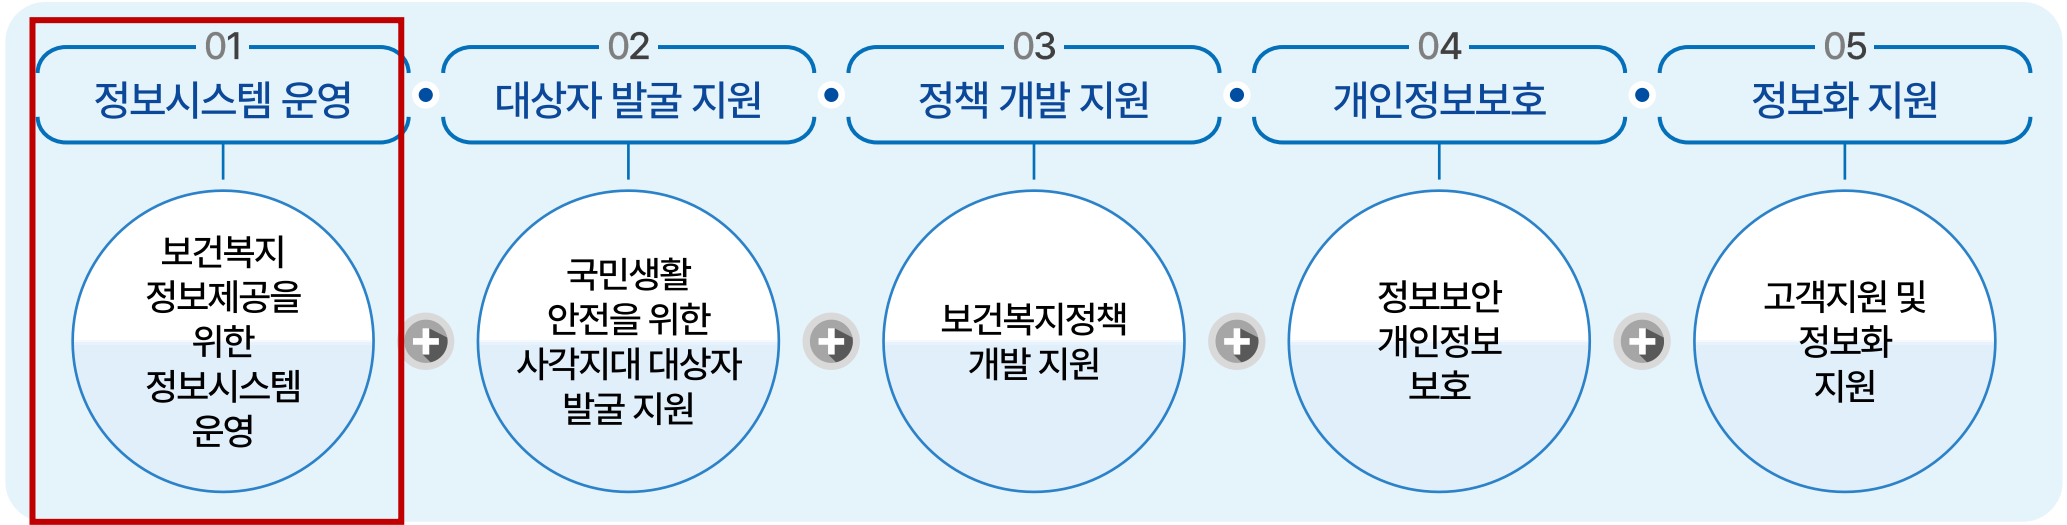 01
정보시스템 운영
보건복지
정보제공을
위한
정보시스템
운영
02
대상자 발굴 지원
국민생활
안전을 위한
사각지대 대상자
발굴 지원
03
정책 개발 지원
보건복지정책
개발 지원
04
개인정보보호
정보보안
개인정보
보호
05
정보화 지원
고객지원 및
정보화
지원